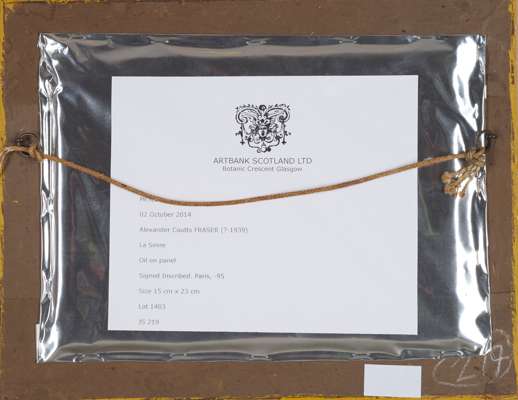 ARTBANK SCOTLAND LTD
Botanic Crescent Glasgow
02 October 2014
Alexander Coutts FRASER (?-1939)
La Seine
Oil on panel
Signed Inscribed. Paris, -95
Size 15 cm x 23 cm
Lot 1463
JS 219